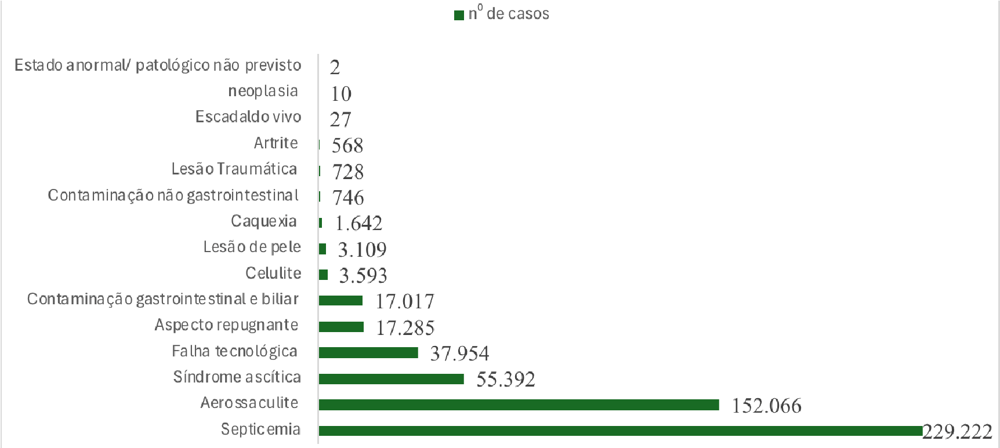 nº de casos
Estado anormal/ patológico não previsto 2
neoplasia 10
Escadaldo vivo 27
Artrite 568
Lesão Traumática 728
Contaminação não gastrointestinal 746
Caquexia 1.642
Lesão de pele 3.109
Celulite 3.593
Contaminação gastrointestinal e biliar 17.017
Aspecto repugnante 17.285
Falha tecnológica 37.954
Síndrome ascítica 55.392
Aerossaculite 152.066
Septicemia 229.222